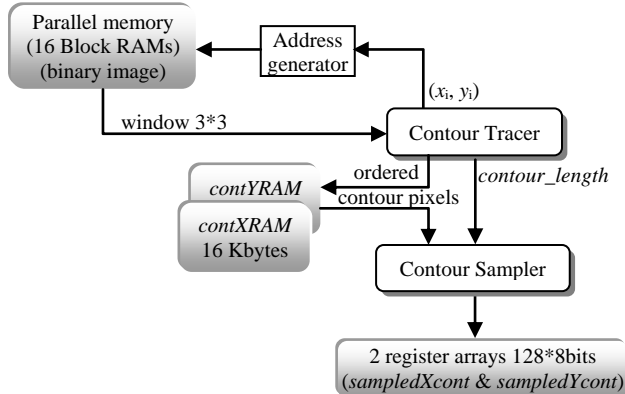 Parallel memory
(16 Block RAMs)
(binary image)
Address
generator
(xi, yi)
window 3*3
Contour Tracer
ordered
contYRAM
contour_length
contour pixels
contXRAM
16 Kbytes
Contour Sampler
2 register arrays 128*8bits
(sampledXcont & sampledYcont)